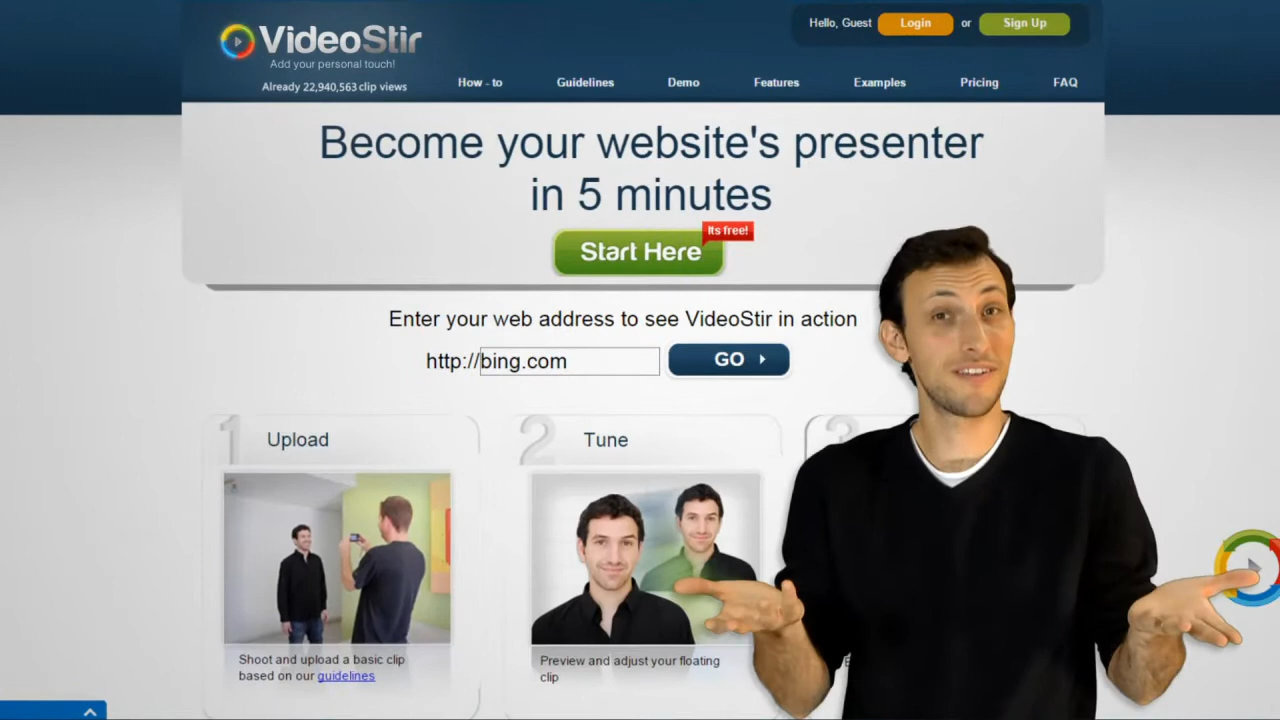 VideoStir
Add your personal touch!
Already 22,940,563 clip views
Hello, Guest Login or Sign Up
How - to Guidelines Demo Features Examples Pricing FAQ
Become your website's presenter
in 5 minutes
Its free!
Start Here
Enter your web address to see VideoStir in action
http://bing.com GO
1 Upload
2 Tune
3
Shoot and upload a basic clip
based on our guidelines
Preview and adjust your floating
clip